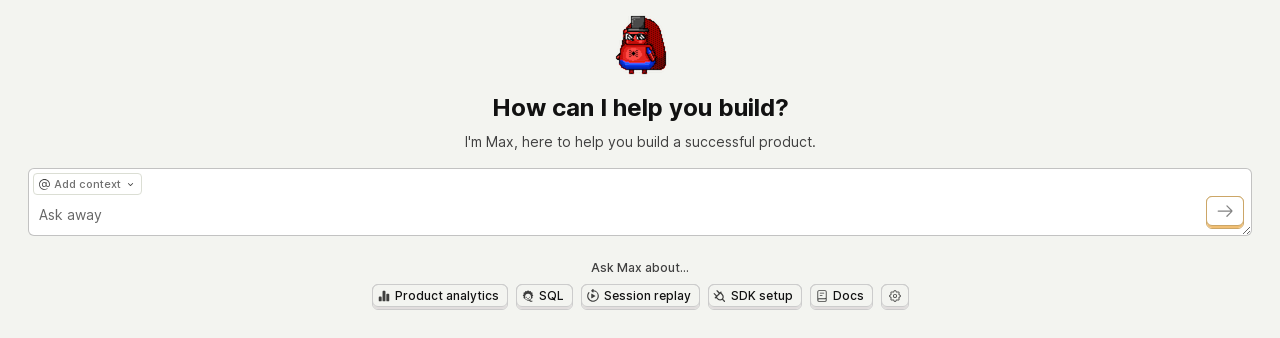 How can I help you build?
I'm Max, here to help you build a successful product.
@ Add context
Ask away
Ask Max about...
Product analytics SQL Session replay SDK setup Docs